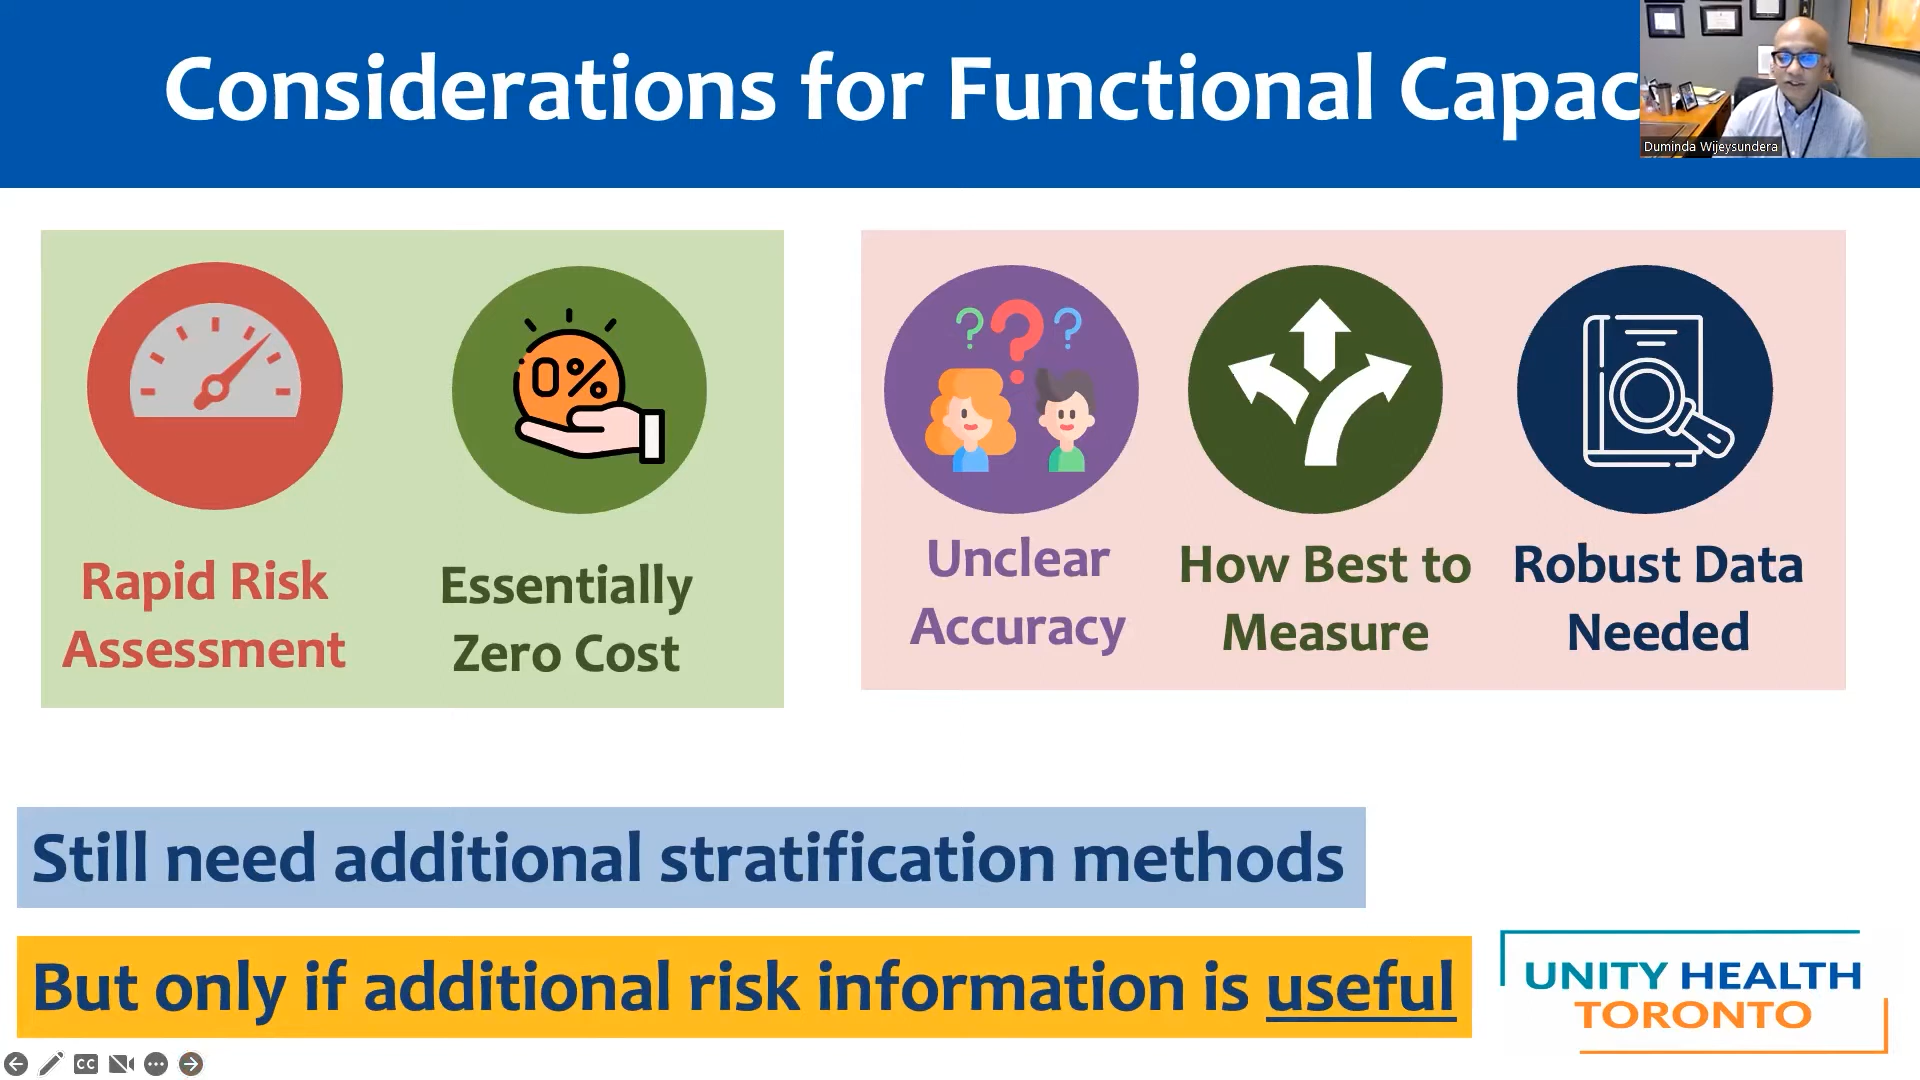 Considerations for Functional Capac
Duminda Wijeysundera
0%
? ? ?
Rapid Risk
Assessment
Essentially
Zero Cost
Unclear
Accuracy
How Best to
Measure
Robust Data
Needed
Still need additional stratification methods
But only if additional risk information is useful
UNITY HEALTH
TORONTO
CC